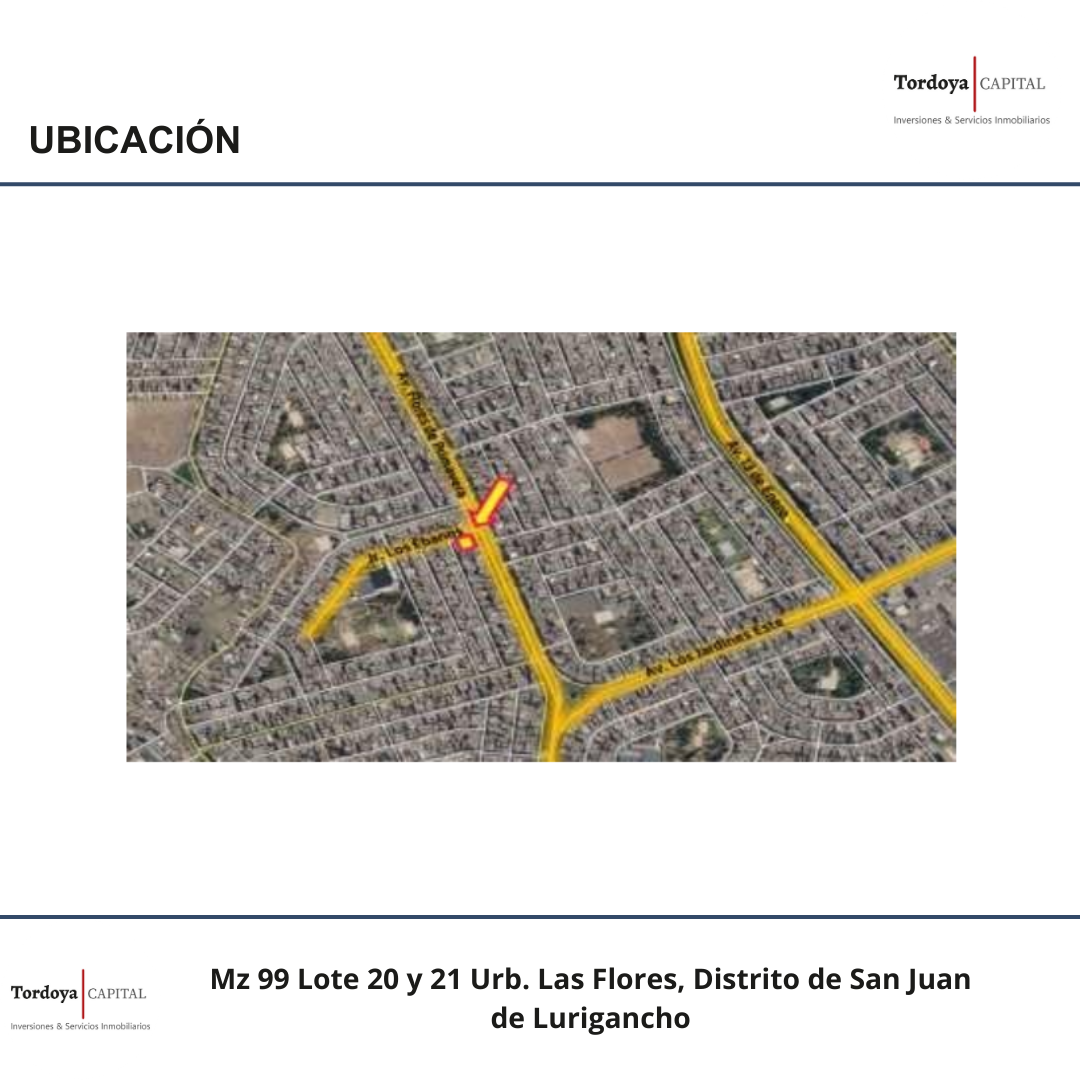 Tordoya CAPITAL
Inversiones & Servicios Inmobiliarios
UBICACIÓN
Av. Flores de Primavera
Av. 13 de Enero
Jr. Los Ebanos
Av. Los Jardines Este
Tordoya CAPITAL
Inversiones & Servicios Inmobiliarios
Mz 99 Lote 20 y 21 Urb. Las Flores, Distrito de San Juan
de Lurigancho